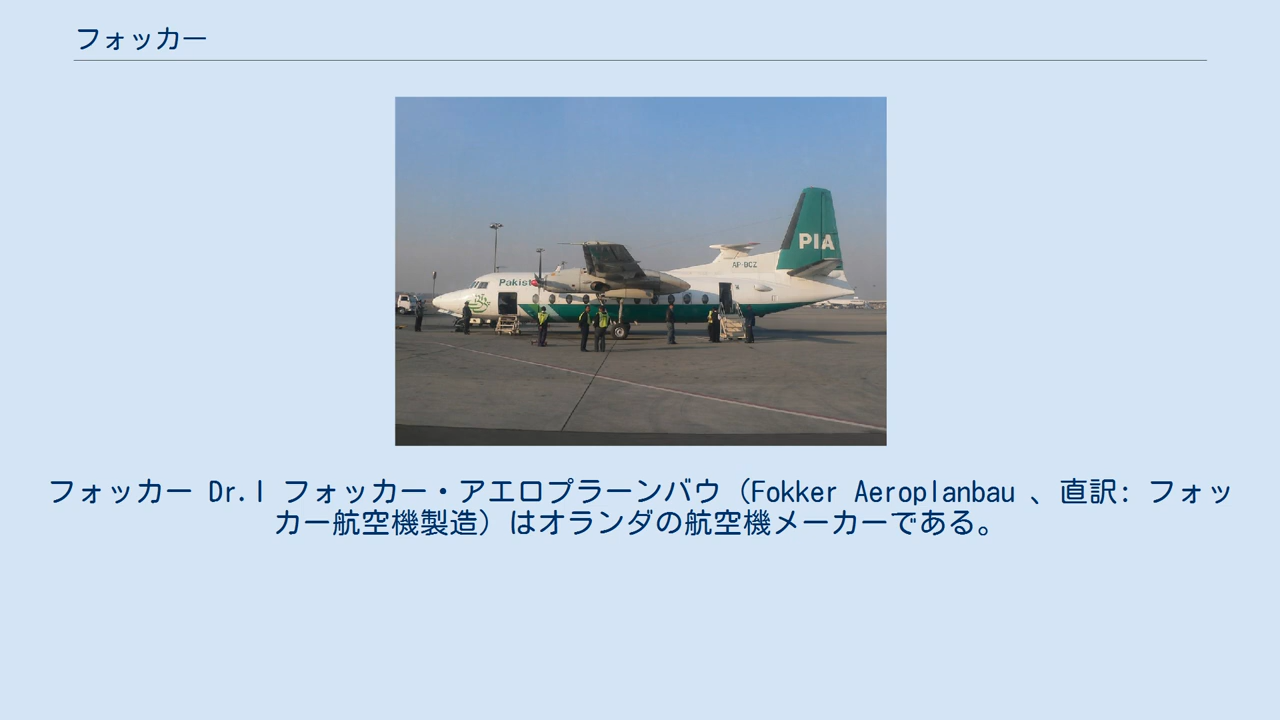 フォッカー
PIA
AP-BCZ
Pakist
フォッカー Dr.I フォッカー・アエロプラーンバウ（Fokker Aeroplanbau 、直訳: フォッ
カー航空機製造）はオランダの航空機メーカーである。